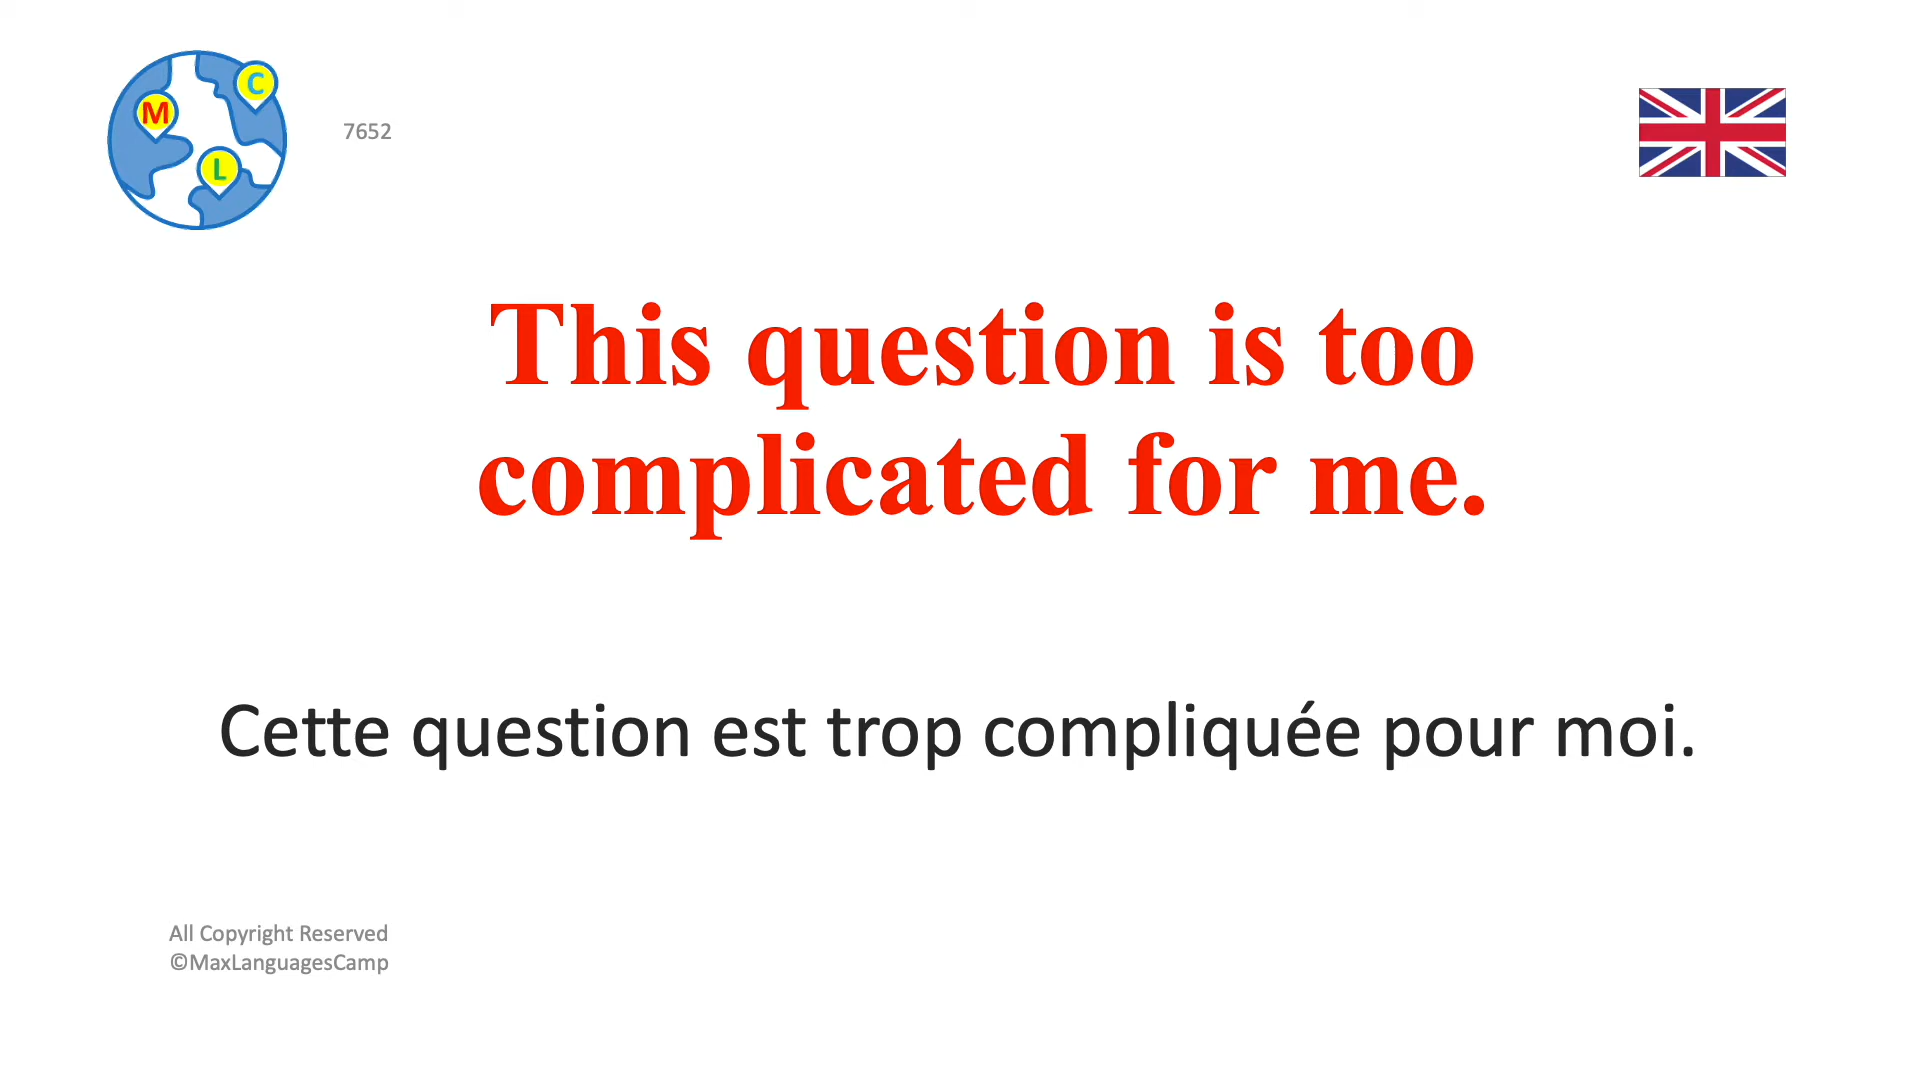 M
C
L
7652
This question is too
complicated for me.
Cette question est trop compliquée pour moi.
All Copyright Reserved
©MaxLanguagesCamp